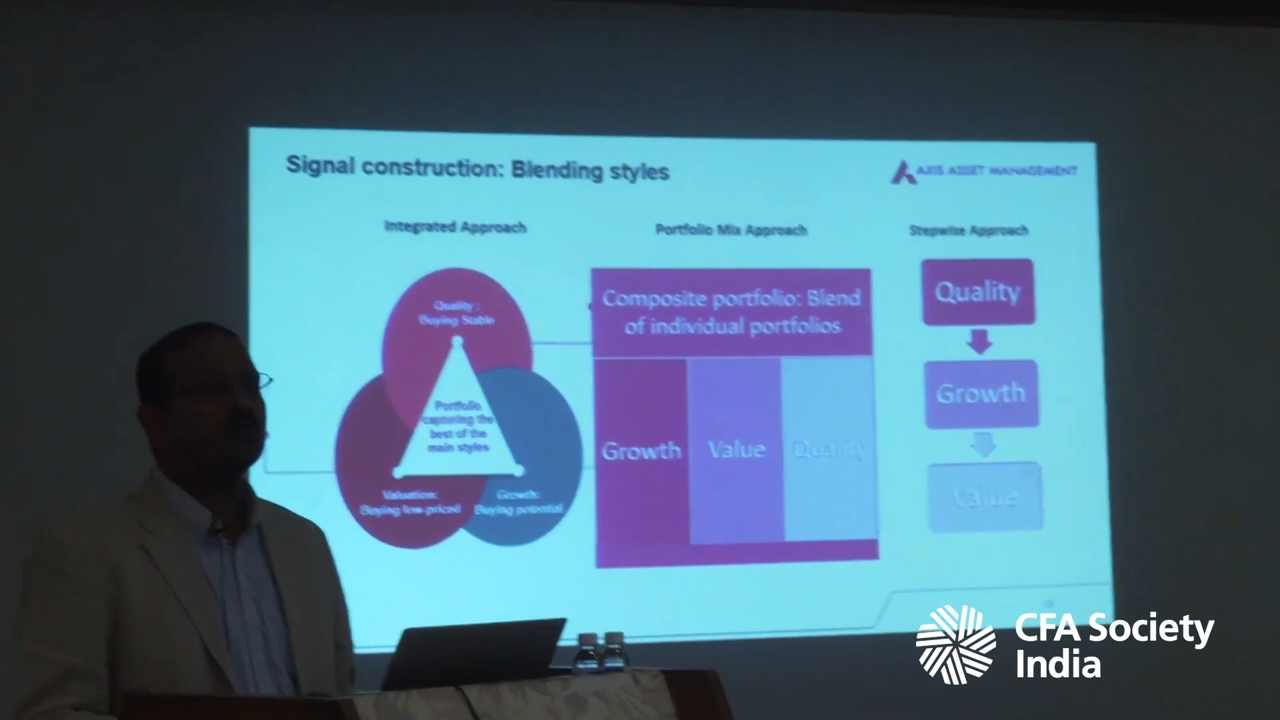 Signal construction: Blending styles
AXIS ASSET MANAGEMENT
Integrated Approach
Quality :
Buying Stable
Portfolio
capturing the
best of the
main styles
Valuation:
Buying low-priced
Growth:
Buying potential
Portfolio Mix Approach
Composite portfolio: Blend
of individual portfolios
Growth
Value
Quality
Stepwise Approach
Quality
Growth
Value
CFA Society
India